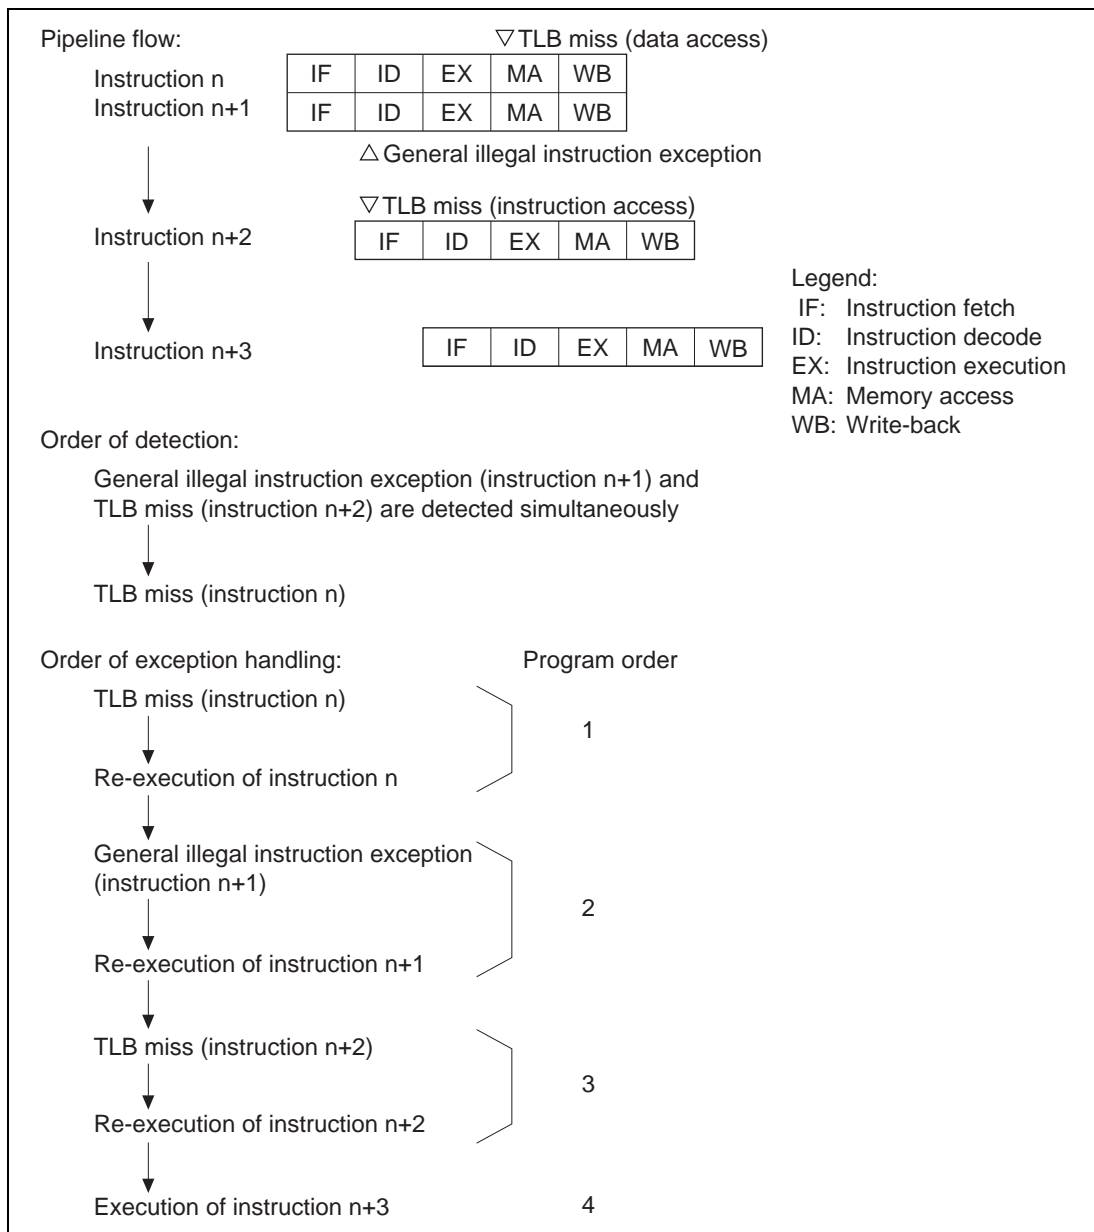 Pipeline flow:
▽TLB miss (data access)
Instruction n
IF ID EX MA WB
Instruction n+1
IF ID EX MA WB
△General illegal instruction exception
▽TLB miss (instruction access)
Instruction n+2
IF ID EX MA WB
Instruction n+3
IF ID EX MA WB
Legend:
IF: Instruction fetch
ID: Instruction decode
EX: Instruction execution
MA: Memory access
WB: Write-back
Order of detection:
General illegal instruction exception (instruction n+1) and
TLB miss (instruction n+2) are detected simultaneously
TLB miss (instruction n)
Order of exception handling:
Program order
TLB miss (instruction n)
1
Re-execution of instruction n
General illegal instruction exception
(instruction n+1)
2
Re-execution of instruction n+1
TLB miss (instruction n+2)
3
Re-execution of instruction n+2
Execution of instruction n+3
4